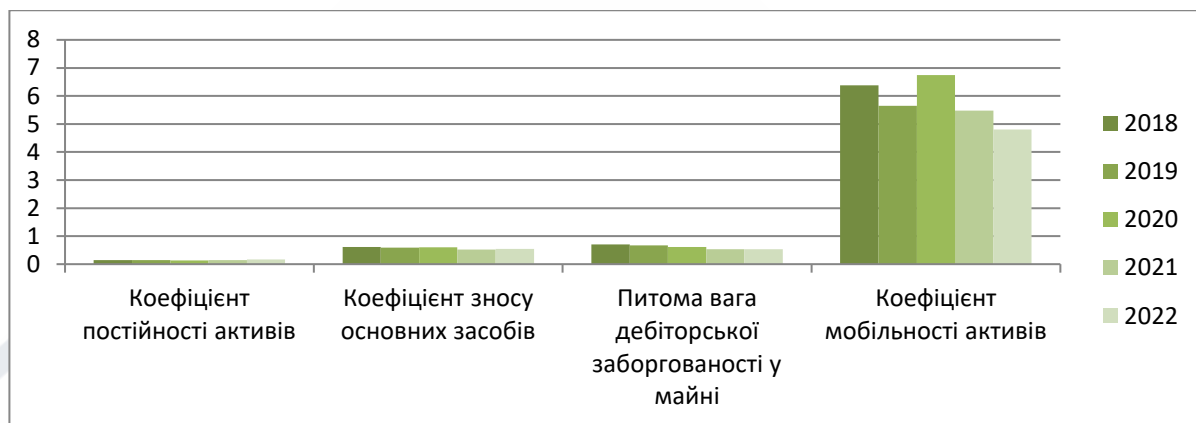 8
7
6
5
4
3
2
1
0
Коефіцієнт
постійності активів
Коефіцієнт зносу
основних засобів
Питома вага
дебіторської
заборгованості у
майні
Коефіцієнт
мобільності активів
2018
2019
2020
2021
2022